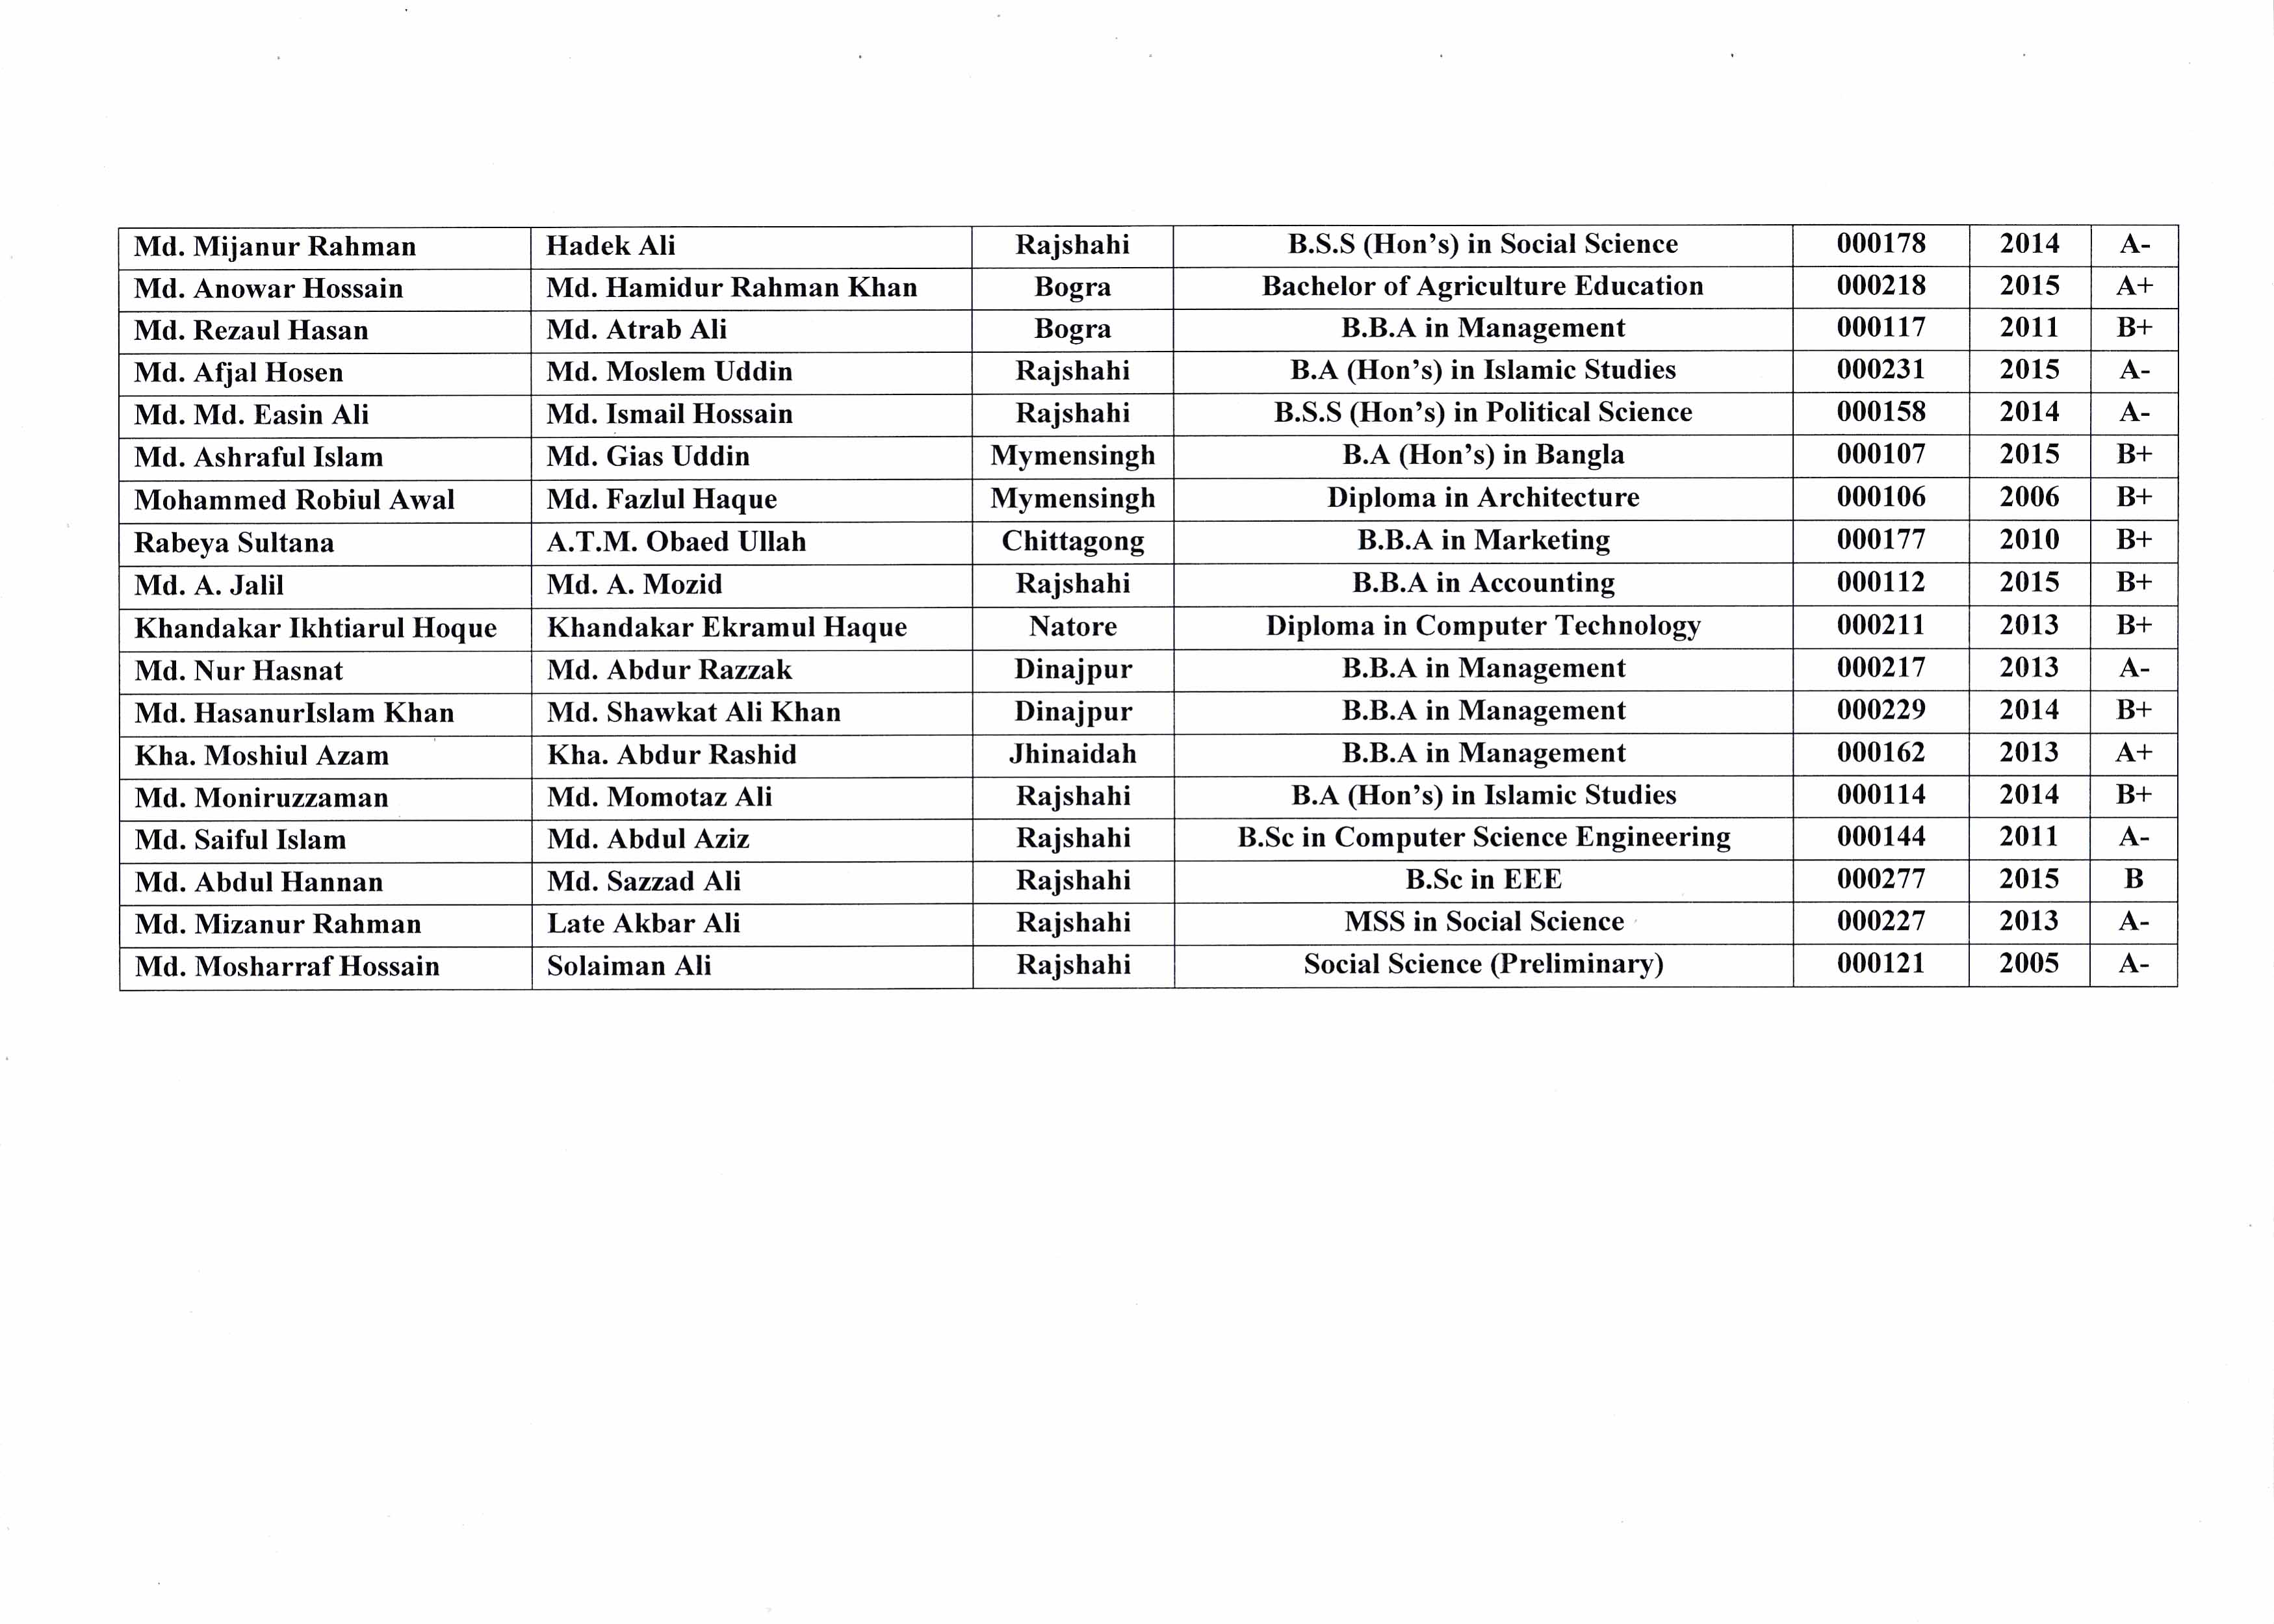 Md. Mijanur Rahman Hadek Ali Rajshahi B.S.S (Hon's) in Social Science 000178 2014 A-
Md. Anowar Hossain Md. Hamidur Rahman Khan Bogra Bachelor of Agriculture Education 000218 2015 A+
Md. Rezaul Hasan Md. Atrab Ali Bogra B.B.A in Management 000117 2011 B+
Md. Afjal Hosen Md. Moslem Uddin Rajshahi B.A (Hon's) in Islamic Studies 000231 2015 A-
Md. Md. Easin Ali Md. Ismail Hossain Rajshahi B.S.S (Hon's) in Political Science 000158 2014 A-
Md. Ashraful Islam Md. Gias Uddin Mymensingh B.A (Hon's) in Bangla 000107 2015 B+
Mohammed Robiul Awal Md. Fazlul Haque Mymensingh Diploma in Architecture 000106 2006 B+
Rabeya Sultana A.T.M. Obaed Ullah Chittagong B.B.A in Marketing 000177 2010 B+
Md. A. Jalil Md. A. Mozid Rajshahi B.B.A in Accounting 000112 2015 B+
Khandakar Ikhtiarul Hoque Khandakar Ekramul Haque Natore Diploma in Computer Technology 000211 2013 B+
Md. Nur Hasnat Md. Abdur Razzak Dinajpur B.B.A in Management 000217 2013 A-
Md. HasanurIslam Khan Md. Shawkat Ali Khan Dinajpur B.B.A in Management 000229 2014 B+
Kha. Moshiul Azam Kha. Abdur Rashid Jhinaidah B.B.A in Management 000162 2013 A+
Md. Moniruzzaman Md. Momotaz Ali Rajshahi B.A (Hon's) in Islamic Studies 000114 2014 B+
Md. Saiful Islam Md. Abdul Aziz Rajshahi B.Sc in Computer Science Engineering 000144 2011 A-
Md. Abdul Hannan Md. Sazzad Ali Rajshahi B.Sc in EEE 000277 2015 B
Md. Mizanur Rahman Late Akbar Ali Rajshahi MSS in Social Science 000227 2013 A-
Md. Mosharraf Hossain Solaiman Ali Rajshahi Social Science (Preliminary) 000121 2005 A-